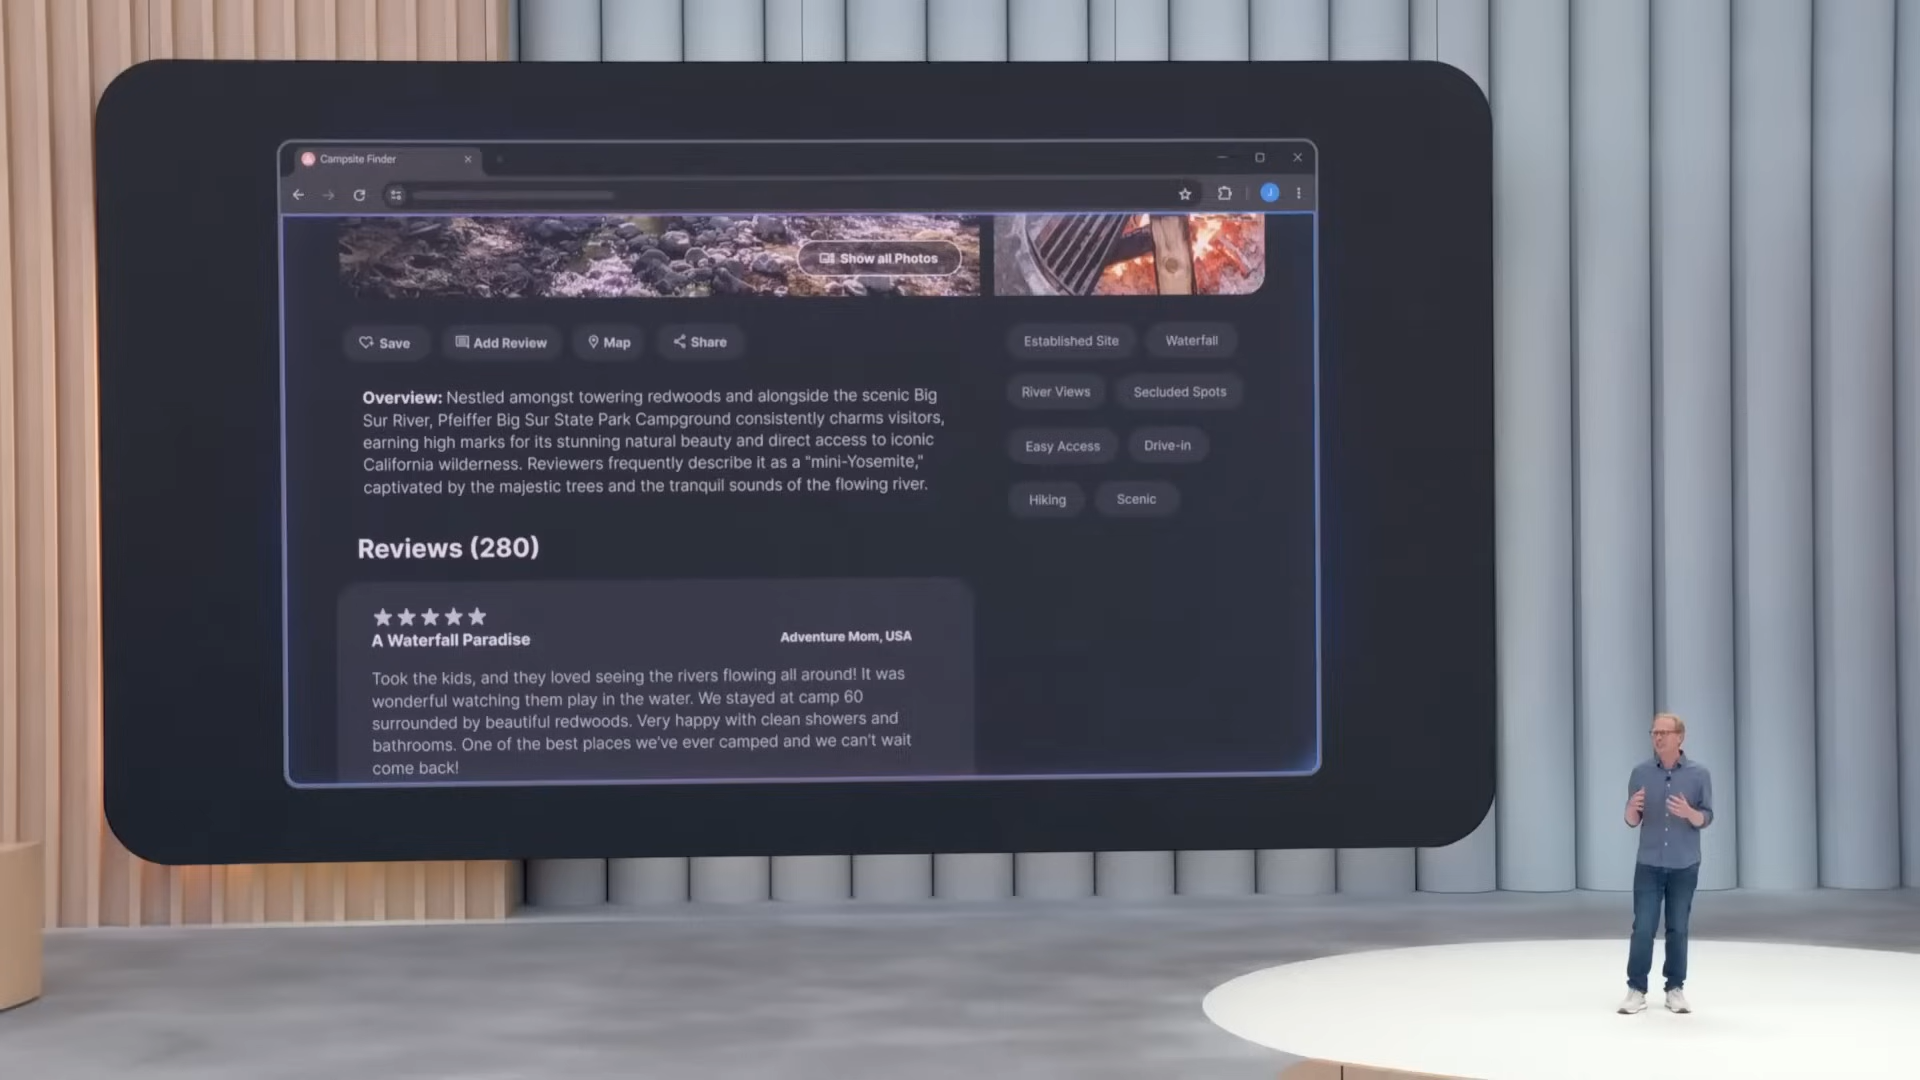 Campsite Finder
J
Show all Photos
Save
Add Review
Map
Share
Established Site
Waterfall
River Views
Secluded Spots
Easy Access
Drive-in
Hiking
Scenic
Overview: Nestled amongst towering redwoods and alongside the scenic Big
Sur River, Pfeiffer Big Sur State Park Campground consistently charms visitors,
earning high marks for its stunning natural beauty and direct access to iconic
California wilderness. Reviewers frequently describe it as a "mini-Yosemite,"
captivated by the majestic trees and the tranquil sounds of the flowing river.
Reviews (280)
A Waterfall Paradise
Adventure Mom, USA
Took the kids, and they loved seeing the rivers flowing all around! It was
wonderful watching them play in the water. We stayed at camp 60
surrounded by beautiful redwoods. Very happy with clean showers and
bathrooms. One of the best places we've ever camped and we can't wait
come back!